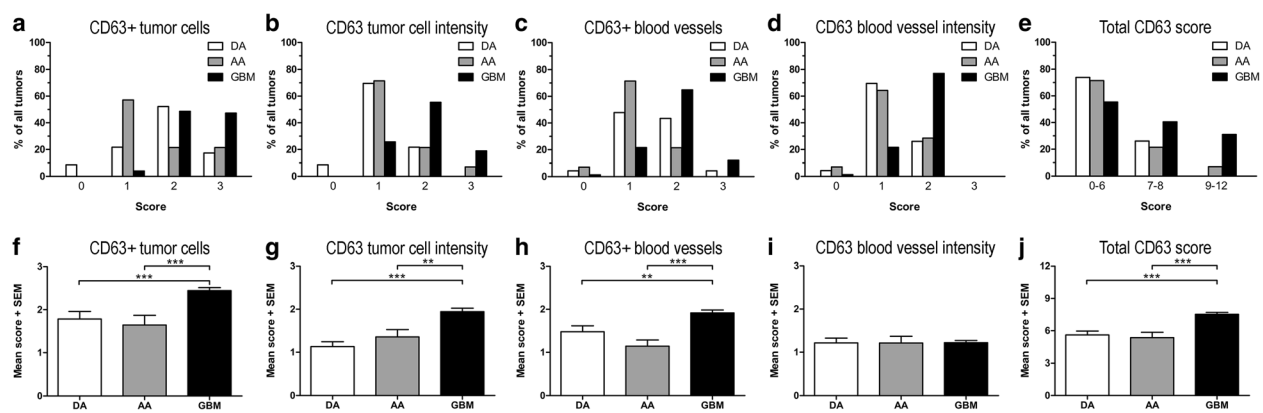 a CD63+ tumor cells
100
80
60
40
20
0
% of all tumors
DA
AA
GBM
0 1 2 3
Score
b CD63 tumor cell intensity
100
80
60
40
20
0
% of all tumors
DA
AA
GBM
0 1 2 3
Score
c CD63+ blood vessels
100
80
60
40
20
0
% of all tumors
DA
AA
GBM
0 1 2 3
Score
d CD63 blood vessel intensity
100
80
60
40
20
0
% of all tumors
DA
AA
GBM
0 1 2 3
Score
e Total CD63 score
100
80
60
40
20
0
% of all tumors
DA
AA
GBM
0-6 7-8 9-12
Score
f CD63+ tumor cells
3
2
1
0
Mean score + SEM
***
***
DA AA GBM
g CD63 tumor cell intensity
3
2
1
0
Mean score + SEM
**
***
DA AA GBM
h CD63+ blood vessels
3
2
1
0
Mean score + SEM
***
**
DA AA GBM
i CD63 blood vessel intensity
3
2
1
0
Mean score + SEM
DA AA GBM
j Total CD63 score
12
9
6
3
0
Mean score + SEM
***
***
DA AA GBM